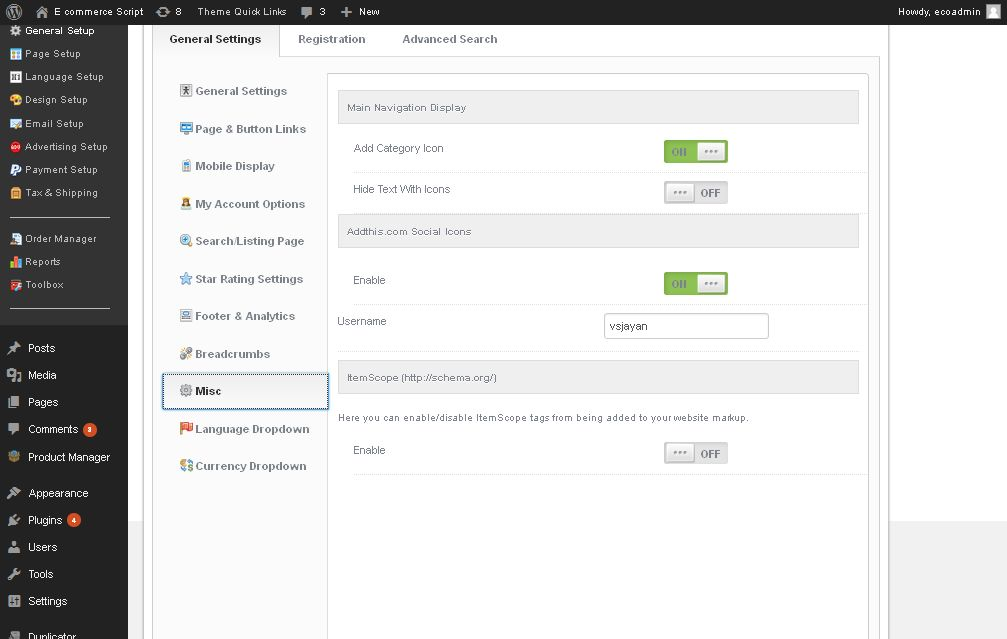 E commerce Script 8 Theme Quick Links 3 New Howdy, ecoadmin
General Setup
Page Setup
Language Setup
Design Setup
Email Setup
Advertising Setup
Payment Setup
Tax & Shipping
Order Manager
Reports
Toolbox
Posts
Media
Pages
Comments 3
Product Manager
Appearance
Plugins 4
Users
Tools
Settings
Duplicator
General Settings Registration Advanced Search
General Settings
Page & Button Links
Mobile Display
My Account Options
Search/Listing Page
Star Rating Settings
Footer & Analytics
Breadcrumbs
Misc
Language Dropdown
Currency Dropdown
Main Navigation Display
Add Category Icon ON
Hide Text With Icons OFF
Addthis.com Social Icons
Enable ON
Username vsjayan
ItemScope (http://schema.org/)
Here you can enable/disable ItemScope tags from being added to your website markup.
Enable OFF